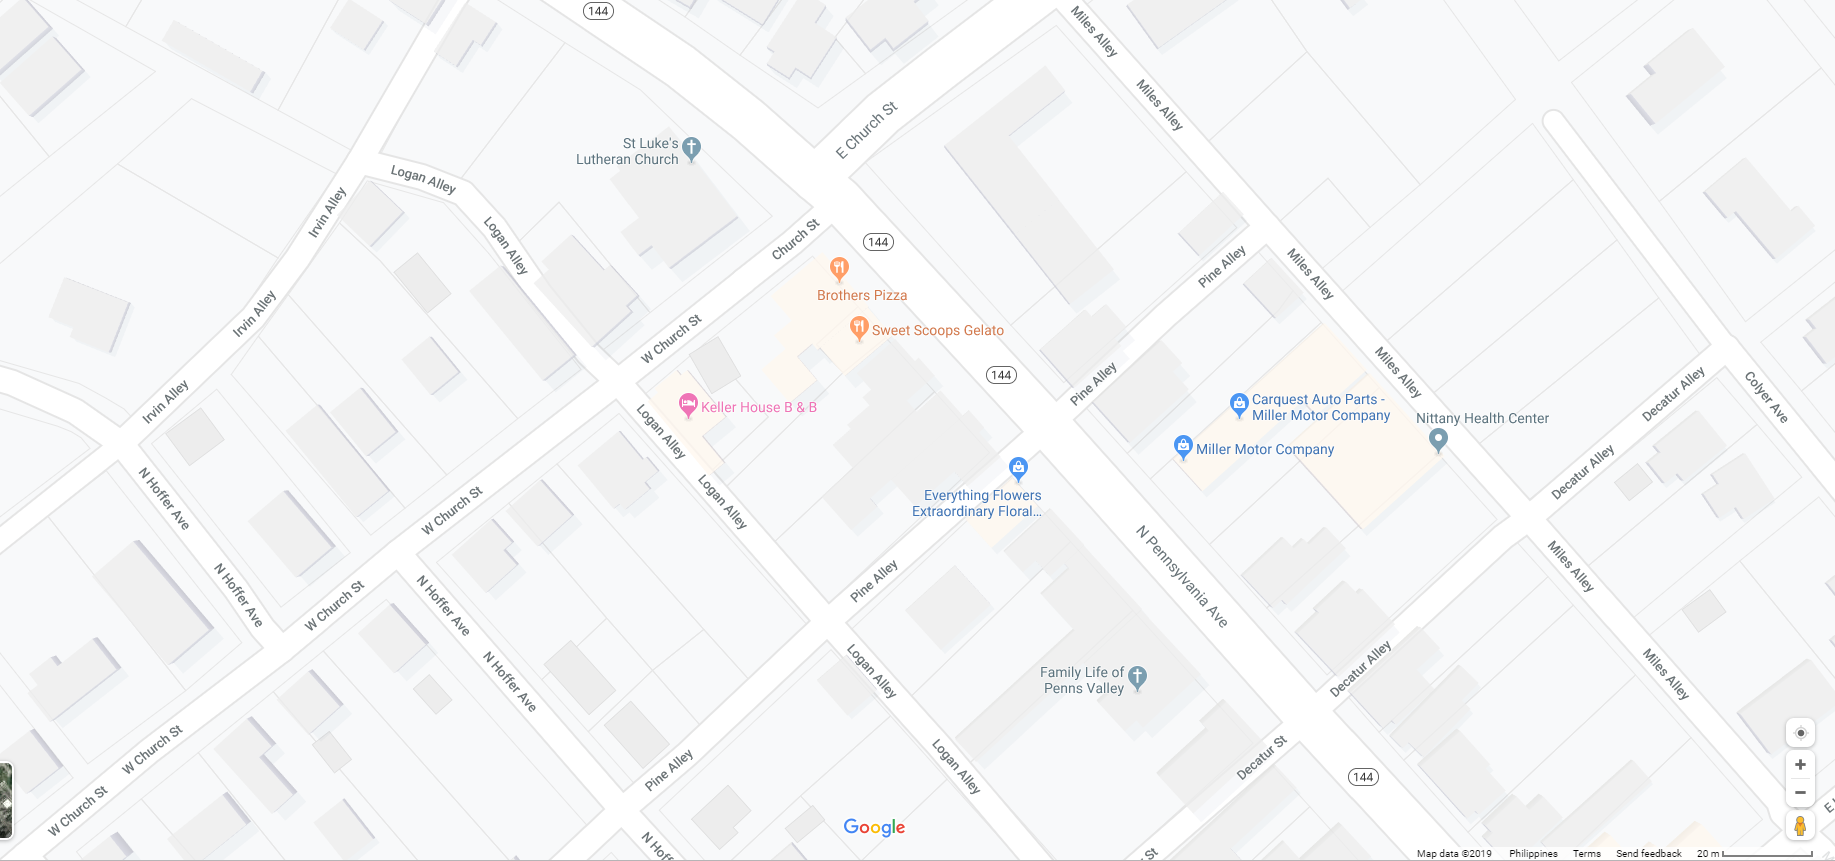 144
Miles Alley
Miles Alley
E Church St
St Luke's
Lutheran Church
Logan Alley
Irvin Alley
Logan Alley
Church St
144
Pine Alley
Miles Alley
Brothers Pizza
Irvin Alley
W Church St
Sweet Scoops Gelato
144
Pine Alley
Miles Alley
Decatur Alley
Colyer Ave
Irvin Alley
Keller House B & B
Logan Alley
Carquest Auto Parts -
Miller Motor Company
Nittany Health Center
Miller Motor Company
Decatur Alley
N Hoffer Ave
W Church St
Logan Alley
Everything Flowers
Extraordinary Floral...
N Pennsylvania Ave
Miles Alley
N Hoffer Ave
W Church St
N Hoffer Ave
Pine Alley
N Hoffer Ave
Logan Alley
Family Life of
Penns Valley
Decatur Alley
Miles Alley
W Church St
Pine Alley
Logan Alley
Decatur St
144
W Church St
N Hof
Google
St
E
Map data ©2019
Philippines
Terms
Send feedback
20 m